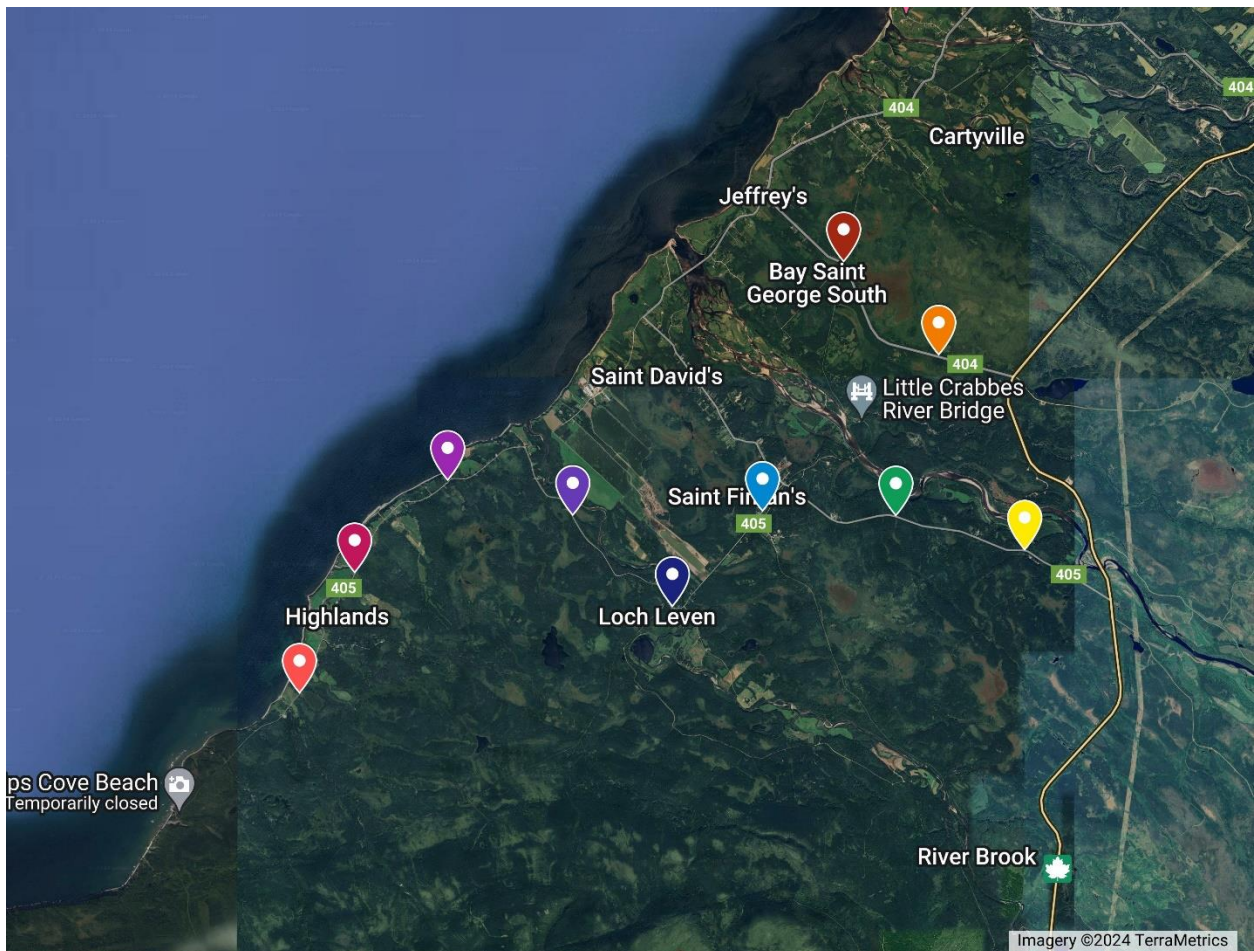 404
404
Cartyville
Jeffrey's
Bay Saint
George South
404
Saint David's
Little Crabbes
River Bridge
Saint Fin
n's
405
405
405
Highlands
Loch Leven
ps Cove Beach
Temporarily closed
River Brook
Imagery ©2024 TerraMetrics